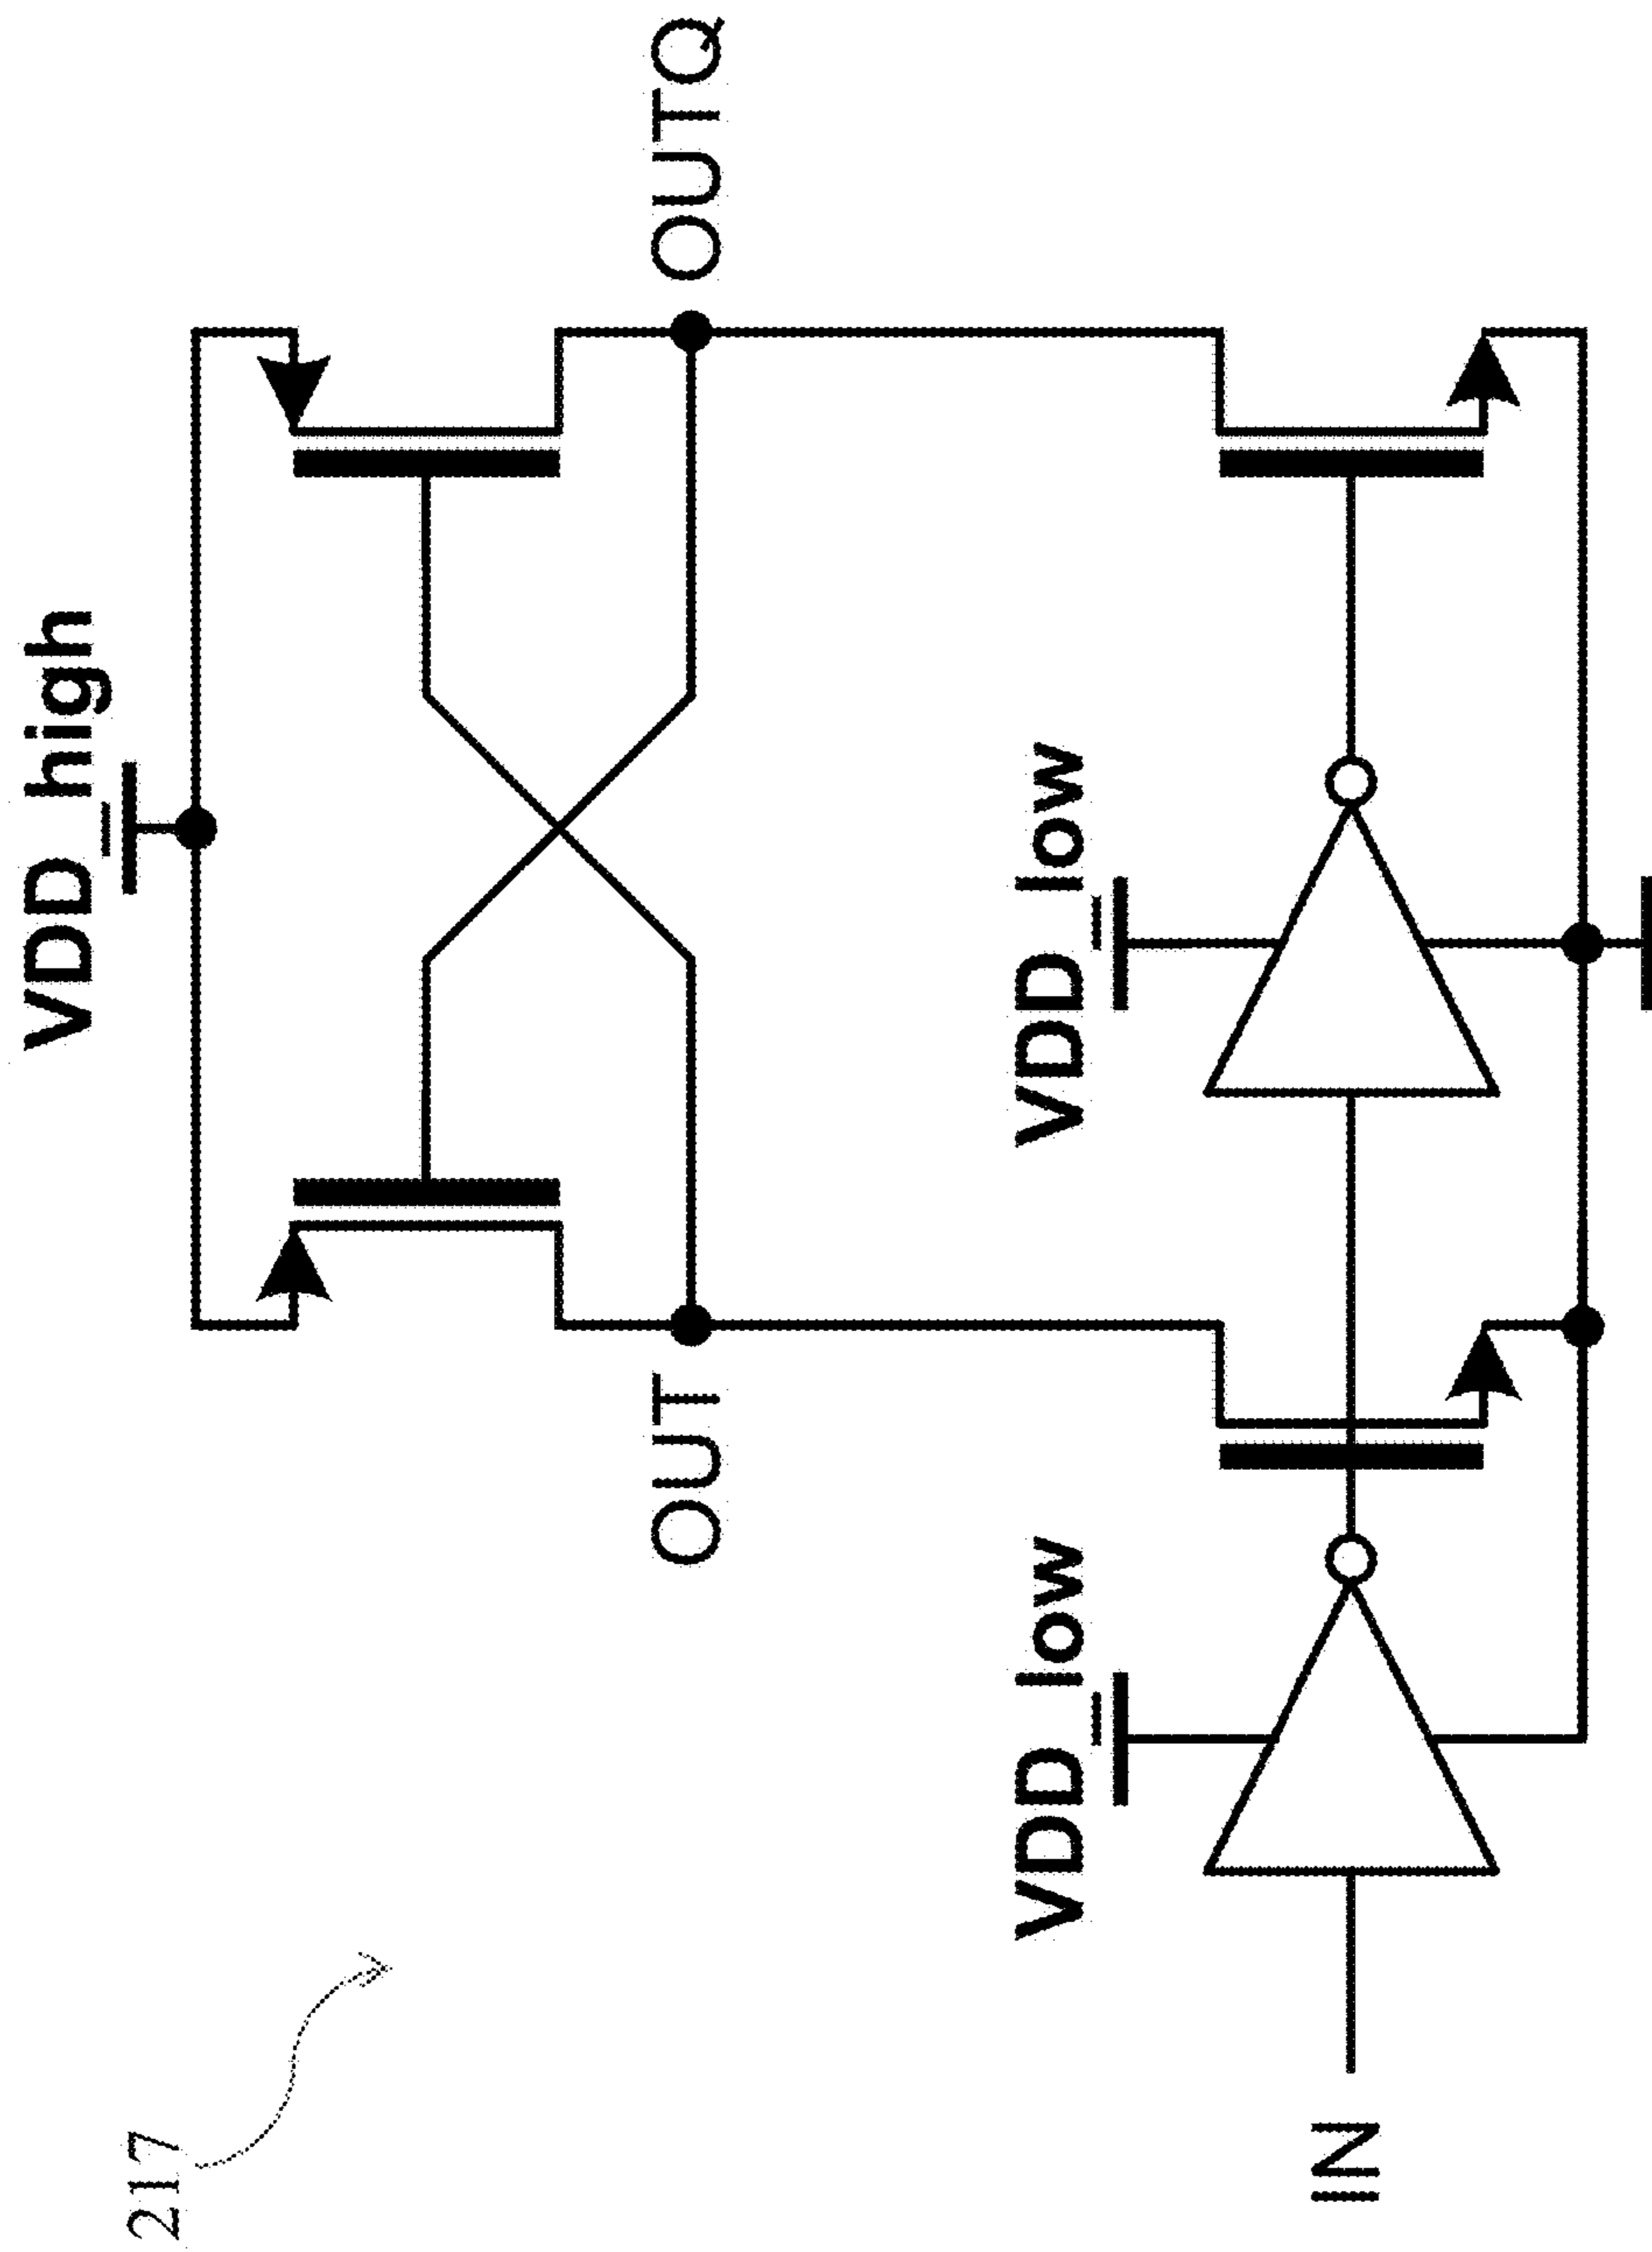 217
VDD_high
OUT
OUTQ
VDD_low
VDD_low
IN